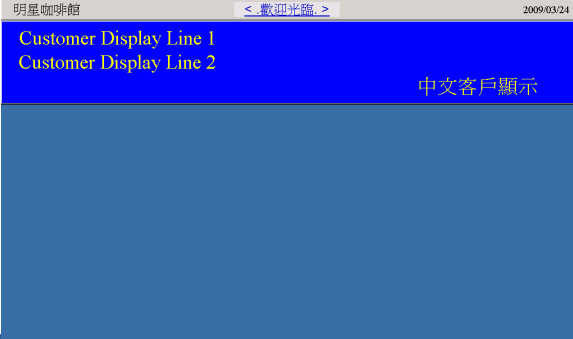 明星咖啡館 < .歡迎光臨. > 2009/03/24
Customer Display Line 1
Customer Display Line 2
中文客戶顯示